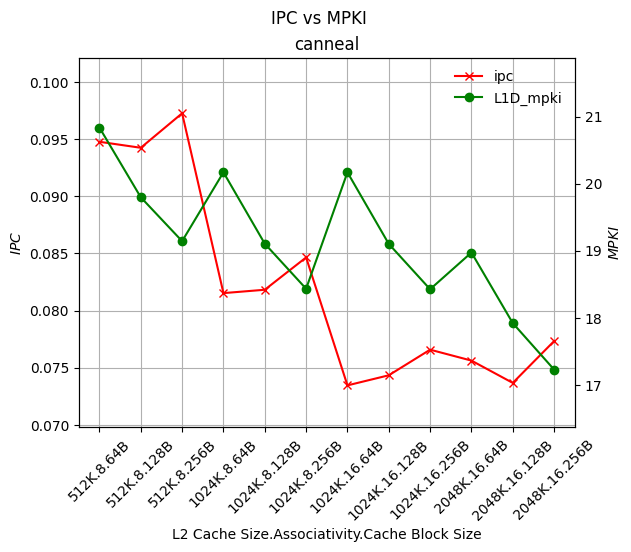 IPC vs MPKI
canneal
ipc
L1D_mpki
0.100
0.095
0.090
0.085
0.080
0.075
0.070
IPC
21
20
19
18
17
MPKI
512K.8.64B
512K.8.128B
512K.8.256B
1024K.8.64B
1024K.8.128B
1024K.8.256B
1024K.16.64B
1024K.16.128B
1024K.16.256B
2048K.16.64B
2048K.16.128B
2048K.16.256B
L2 Cache Size.Associativity.Cache Block Size